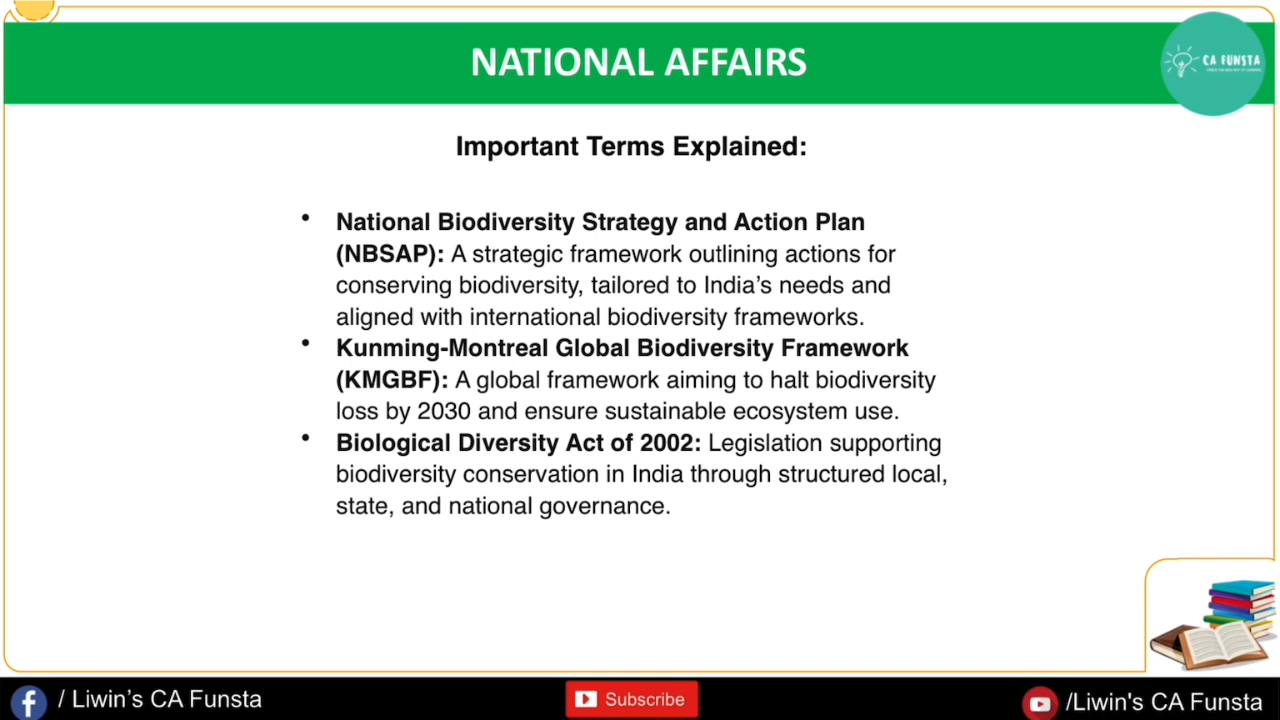 NATIONAL AFFAIRS
CA FUNSTA
Important Terms Explained:
• National Biodiversity Strategy and Action Plan
(NBSAP): A strategic framework outlining actions for
conserving biodiversity, tailored to India’s needs and
aligned with international biodiversity frameworks.
• Kunming-Montreal Global Biodiversity Framework
(KMGBF): A global framework aiming to halt biodiversity
loss by 2030 and ensure sustainable ecosystem use.
• Biological Diversity Act of 2002: Legislation supporting
biodiversity conservation in India through structured local,
state, and national governance.
/ Liwin’s CA Funsta
Subscribe
/Liwin's CA Funsta